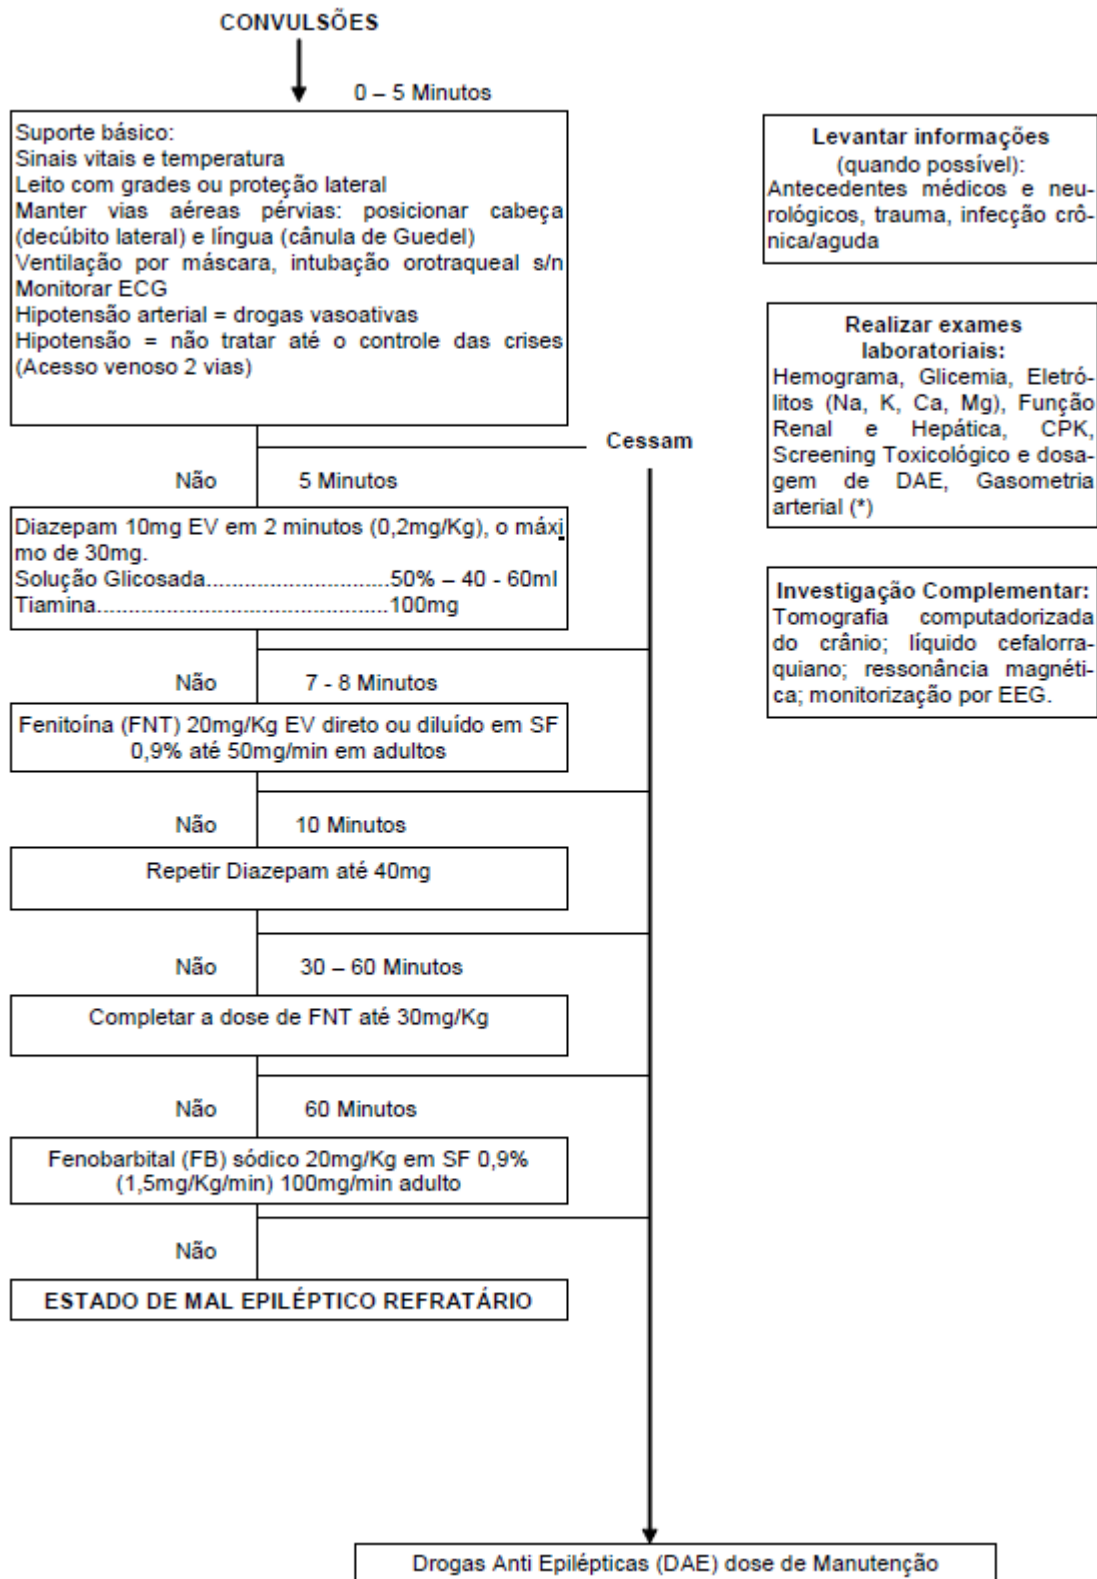 CONVULSÕES
0 – 5 Minutos
Suporte básico:
Sinais vitais e temperatura
Leito com grades ou proteção lateral
Manter vias aéreas pérvias: posicionar cabeça
(decúbito lateral) e língua (cânula de Guedel)
Ventilação por máscara, intubação orotraqueal s/n
Monitorar ECG
Hipotensão arterial = drogas vasoativas
Hipotensão = não tratar até o controle das crises
(Acesso venoso 2 vias)
Levantar informações
(quando possível):
Antecedentes médicos e neu-
rológicos, trauma, infecção crô-
nica/aguda
Realizar exames
laboratoriais:
Hemograma, Glicemia, Eletró-
litos (Na, K, Ca, Mg), Função
Renal e Hepática, CPK,
Screening Toxicológico e dosa-
gem de DAE, Gasometria
arterial (*)
Investigação Complementar:
Tomografia computadorizada
do crânio; líquido cefalorra-
quiano; ressonância magnéti-
ca; monitorização por EEG.
Cessam
Não 5 Minutos
Diazepam 10mg EV em 2 minutos (0,2mg/Kg), o máxi
mo de 30mg.
Solução Glicosada..............................50% – 40 - 60ml
Tiamina...............................................100mg
Não 7 - 8 Minutos
Fenitoína (FNT) 20mg/Kg EV direto ou diluído em SF
0,9% até 50mg/min em adultos
Não 10 Minutos
Repetir Diazepam até 40mg
Não 30 – 60 Minutos
Completar a dose de FNT até 30mg/Kg
Não 60 Minutos
Fenobarbital (FB) sódico 20mg/Kg em SF 0,9%
(1,5mg/Kg/min) 100mg/min adulto
Não
ESTADO DE MAL EPILÉPTICO REFRATÁRIO
Drogas Anti Epilépticas (DAE) dose de Manutenção